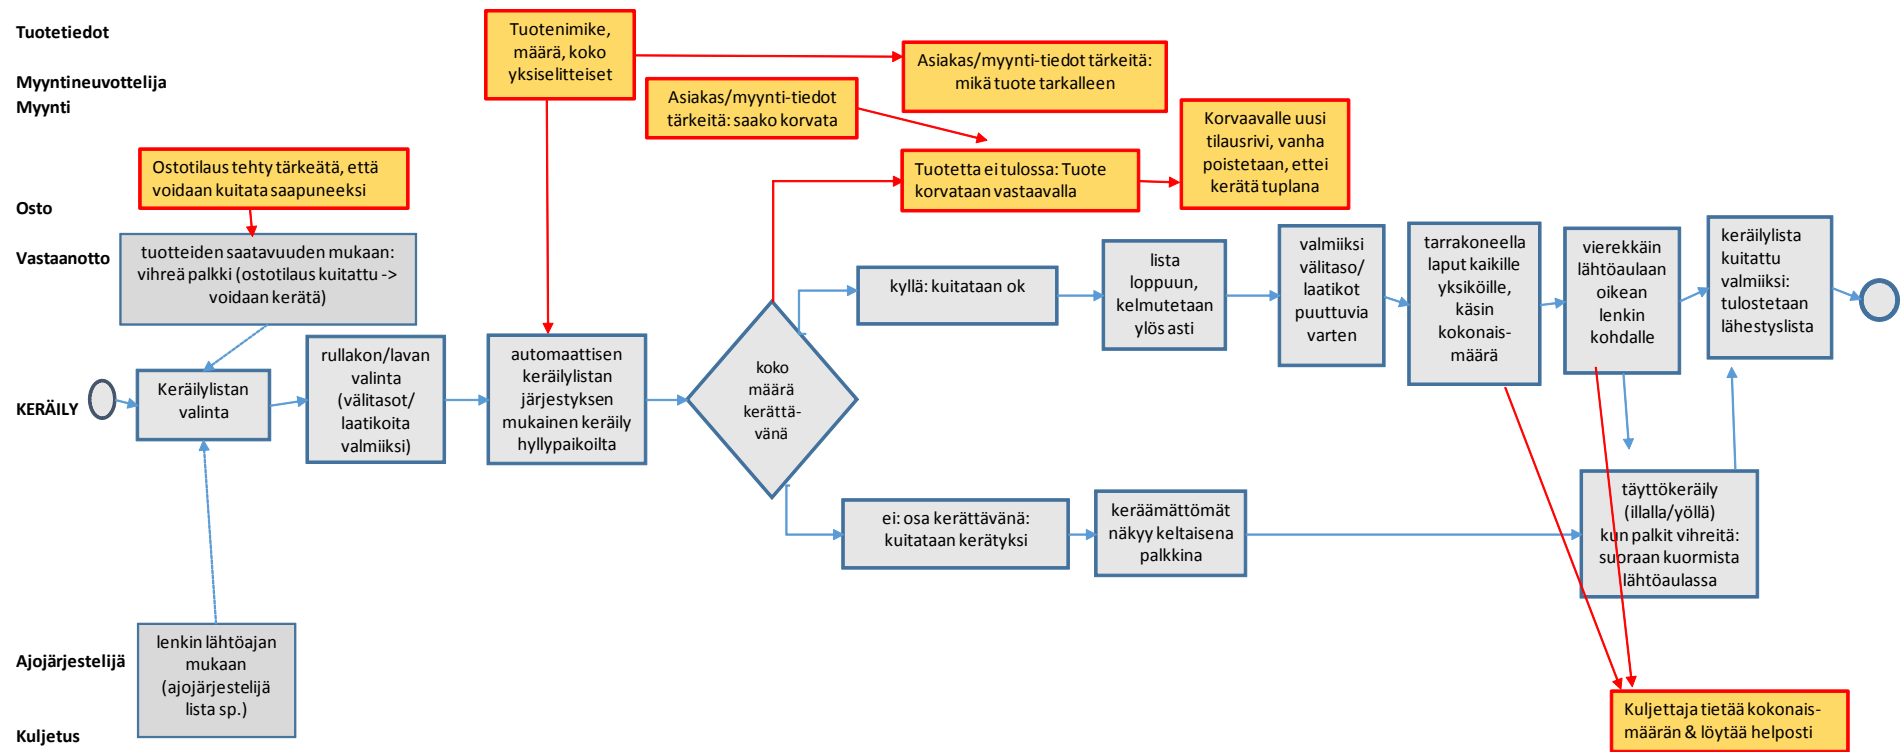 Tuotetiedot
Myyntineuvottelija
Myynti
Osto
Vastaanotto
KERÄILY
Ajojärjestelijä
Kuljetus
Tuotenimike,
määrä, koko
yksiselitteiset
Asiakas/myynti-tiedot tärkeitä:
mikä tuote tarkalleen
Asiakas/myynti-tiedot
tärkeitä: saako korvata
Korvaavalle uusi
tilausrivi, vanha
poistetaan, ettei
kerätä tuplana
Ostotilaus tehty tärkeätä, että
voidaan kuitata saapuneeksi
Tuotetta ei tulossa: Tuote
korvataan vastaavalla
tuotteiden saatavuuden mukaan:
vihreä palkki (ostotilaus kuitattu ->
voidaan kerätä)
Keräilylistan
valinta
rullakon/lavan
valinta
(välitasot/
laatikoita
valmiiksi)
automaattisen
keräilylistan
järjestyksen
mukainen keräily
hyllypaikoilta
koko
määrä
kerättä-
vänä
kyllä: kuitataan ok
lista
loppuun,
kelmutetaan
ylös asti
valmiiksi
välitaso/
laatikot
puuttuvia
varten
tarrakoneella
laput kaikille
yksiköille,
käsin
kokonais-
määrä
vierekkäin
lähtöaulaan
oikean
lenkin
kohdalle
keräilylista
kuitattu
valmiiksi:
tulostetaan
lähestyslista
ei: osa kerättävänä:
kuitataan kerätyksi
keräämättömät
näkyy keltaisena
palkkina
täyttökeräily
(illalla/yöllä)
kun palkit vihreitä:
suoraan kuormista
lähtöaulassa
lenkin lähtöajan
mukaan
(ajojärjestelijä
lista sp.)
Kuljettaja tietää kokonais-
määrän & löytää helposti